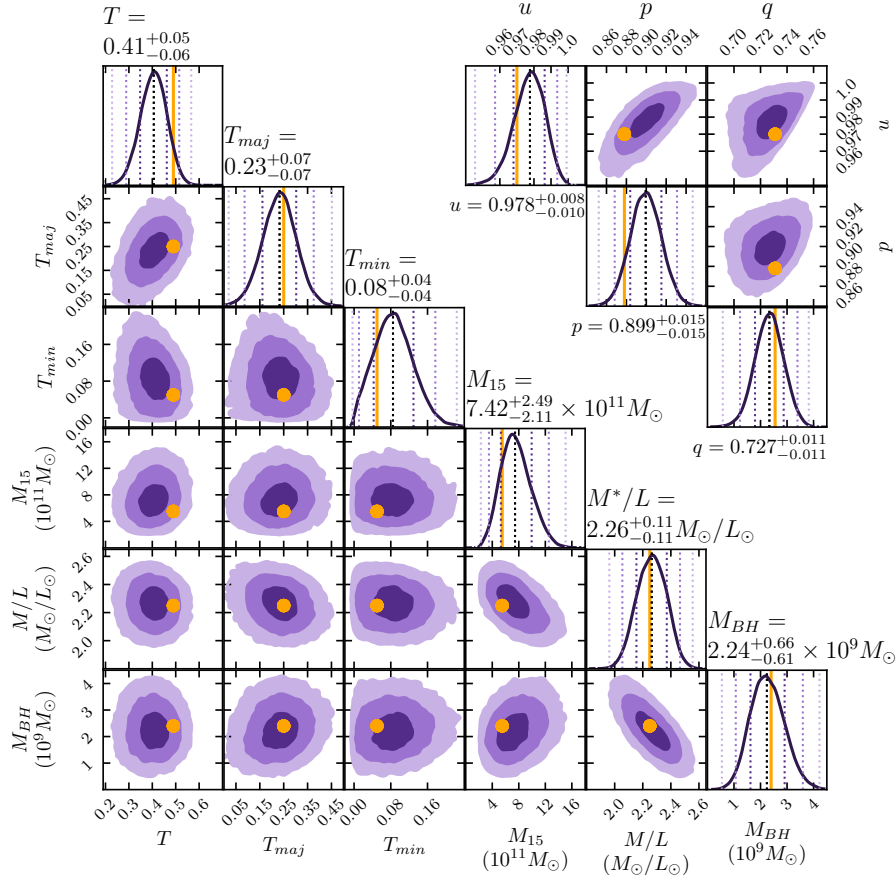 T =
0.41^{+0.05}_{-0.06}
u
p
q
0.96 0.97 0.98 0.99 1.0
0.86 0.88 0.90 0.92 0.94
0.70 0.72 0.74 0.76
T_{maj} =
0.23^{+0.07}_{-0.07}
1.0 0.99 0.98 0.97 0.96
u
u = 0.978^{+0.008}_{-0.010}
T_{maj}
0.45 0.35 0.25 0.15 0.05
T_{min} =
0.08^{+0.04}_{-0.04}
0.94 0.92 0.90 0.88 0.86
p
p = 0.899^{+0.015}_{-0.015}
T_{min}
0.16 0.08 0.00
M_{15} =
7.42^{+2.49}_{-2.11} × 10^{11}M_⊙
q = 0.727^{+0.011}_{-0.011}
M_{15}
(10^{11}M_⊙)
16 12 8 4
M^*/L =
2.26^{+0.11}_{-0.11}M_⊙/L_⊙
M/L
(M_⊙/L_⊙)
2.6 2.4 2.2 2.0
M_{BH} =
2.24^{+0.66}_{-0.61} × 10^9M_⊙
M_{BH}
(10^9M_⊙)
4 3 2 1
0.2 0.3 0.4 0.5 0.6
0.05 0.15 0.25 0.35 0.45
0.00 0.08 0.16
4 8 12 16
2.0 2.2 2.4 2.6
1 2 3 4
T
T_{maj}
T_{min}
M_{15}
(10^{11}M_⊙)
M/L
(M_⊙/L_⊙)
M_{BH}
(10^9M_⊙)